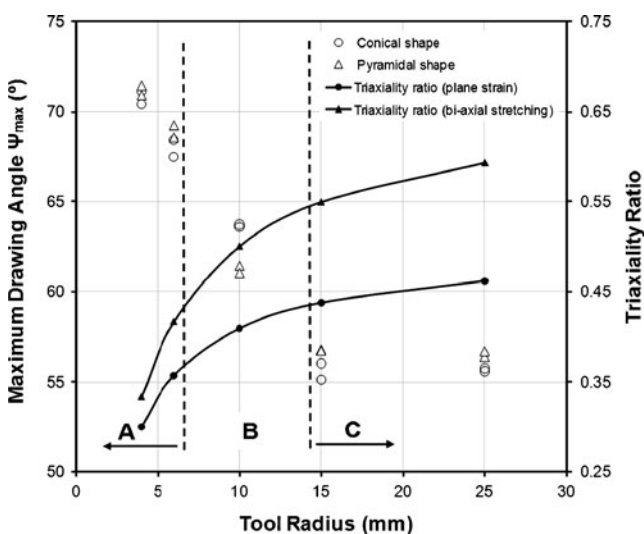 Maximum Drawing Angle Ψmax (°)
75
70
65
60
55
50
Conical shape
Pyramidal shape
Triaxiality ratio (plane strain)
Triaxiality ratio (bi-axial stretching)
A
B
C
0.75
0.65
0.55
0.45
0.35
0.25
Triaxiality Ratio
0 5 10 15 20 25 30
Tool Radius (mm)